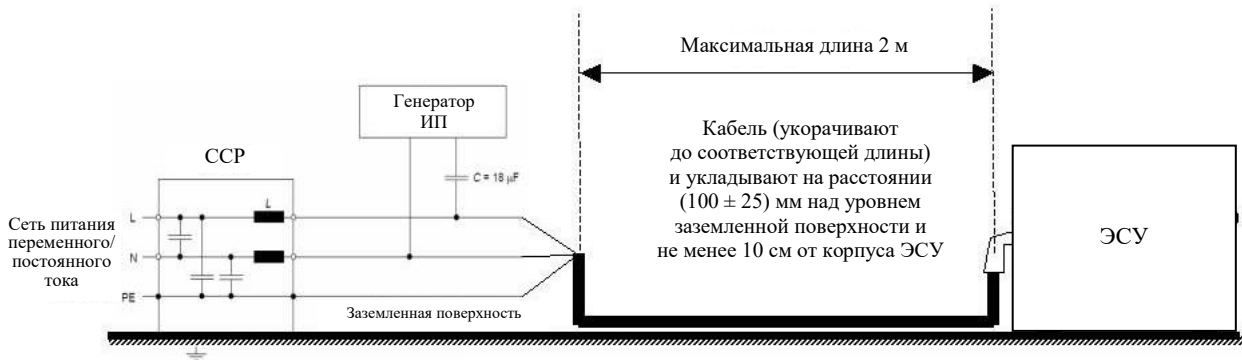 Максимальная длина 2 м
Генератор
ИП
ССР
C = 18 µF
Кабель (укорачивают
до соответствующей длины)
и укладывают на расстоянии
(100 ± 25) мм над уровнем
заземленной поверхности и
не менее 10 см от корпуса ЭСУ
L
L
Сеть питания
переменного/
постоянного
тока
N
PE
ЭСУ
Заземленная поверхность